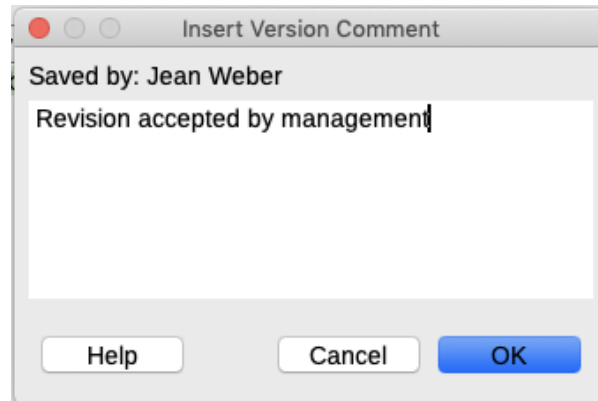 Insert Version Comment
Saved by: Jean Weber
Revision accepted by management
Help Cancel OK